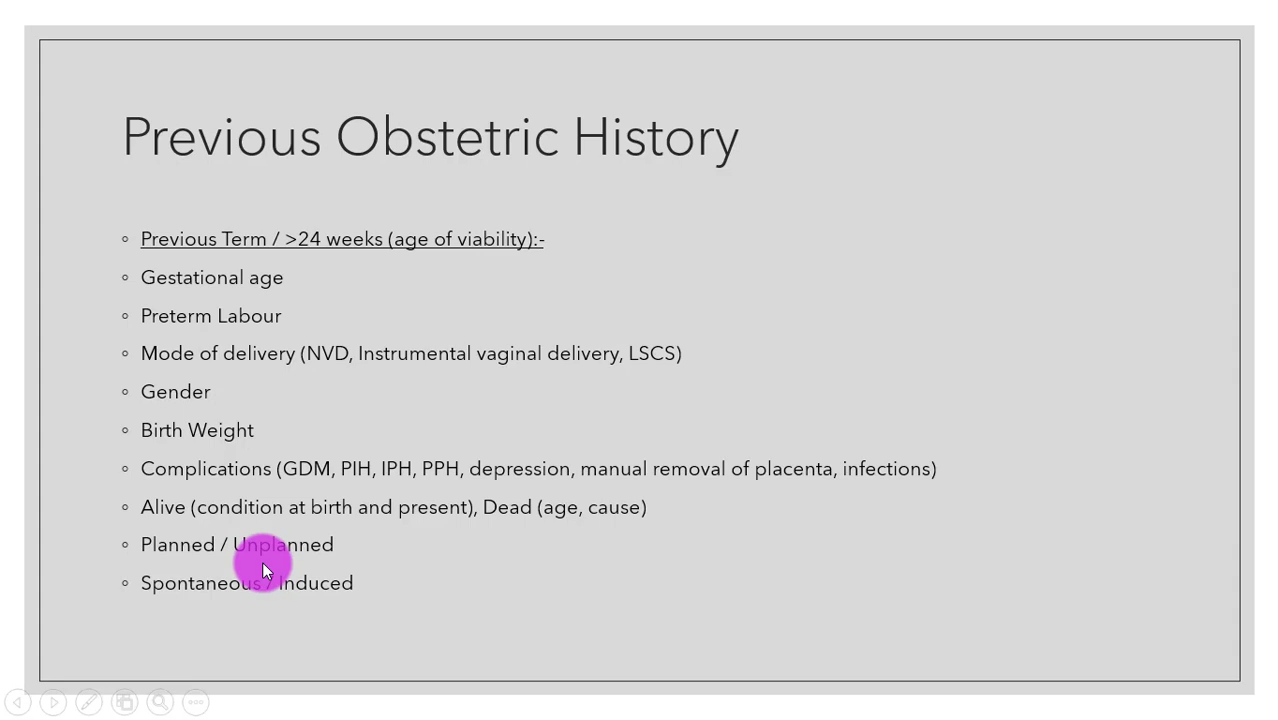 Previous Obstetric History
◦ Previous Term / >24 weeks (age of viability):-
◦ Gestational age
◦ Preterm Labour
◦ Mode of delivery (NVD, Instrumental vaginal delivery, LSCS)
◦ Gender
◦ Birth Weight
◦ Complications (GDM, PIH, IPH, PPH, depression, manual removal of placenta, infections)
◦ Alive (condition at birth and present), Dead (age, cause)
◦ Planned / Unplanned
◦ Spontaneous / Induced